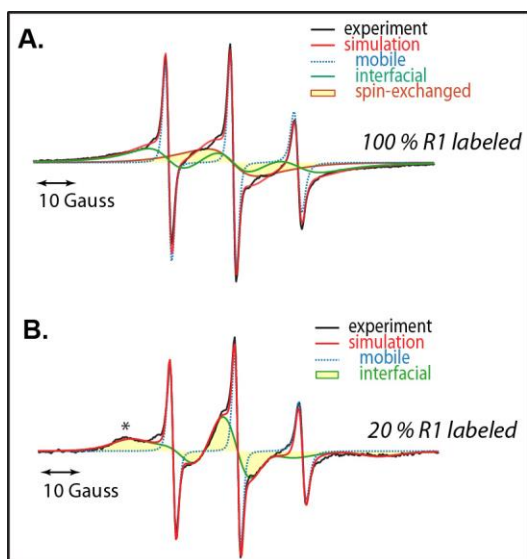 A.
experiment
simulation
mobile
interfacial
spin-exchanged
100 % R1 labeled
10 Gauss
B.
experiment
simulation
mobile
interfacial
*
20 % R1 labeled
10 Gauss